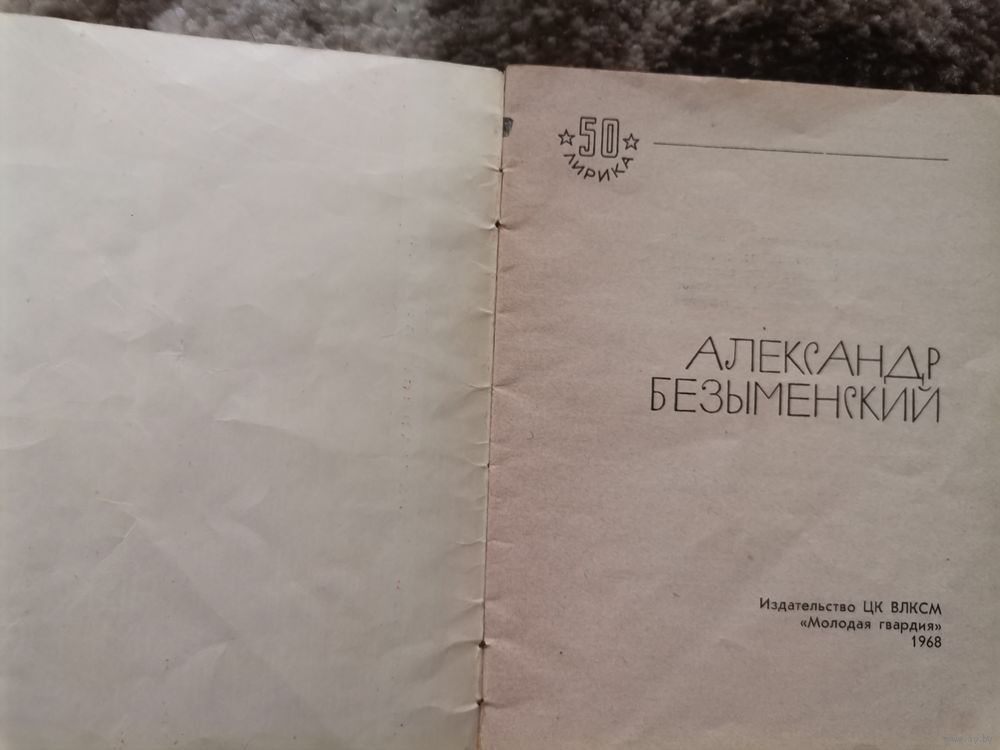 50
ЛИРИКА
АЛЕКСАНДР
БЕЗЫМЕНСКИЙ
Издательство ЦК ВЛКСМ
«Молодая гвардия»
1968